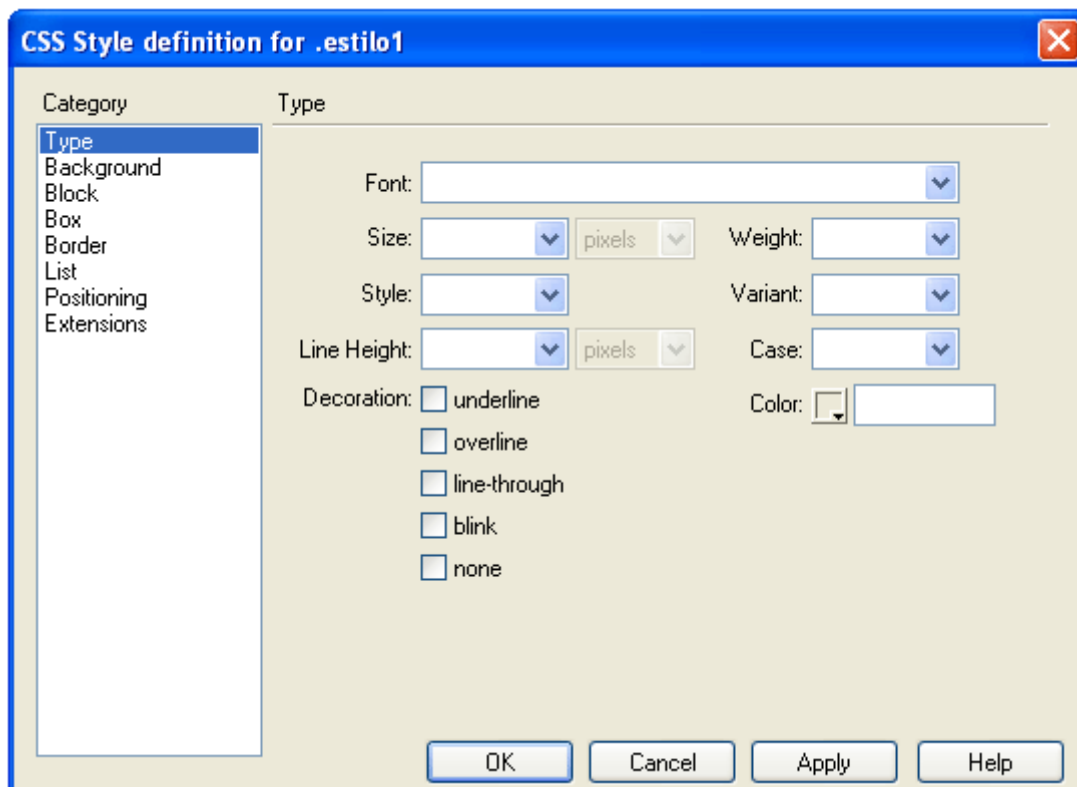 CSS Style definition for .estilo1
Category
Type
Background
Block
Box
Border
List
Positioning
Extensions
Type
Font:
Size: pixels Weight:
Style: Variant:
Line Height: pixels Case:
Decoration: underline Color:
overline
line-through
blink
none
OK Cancel Apply Help